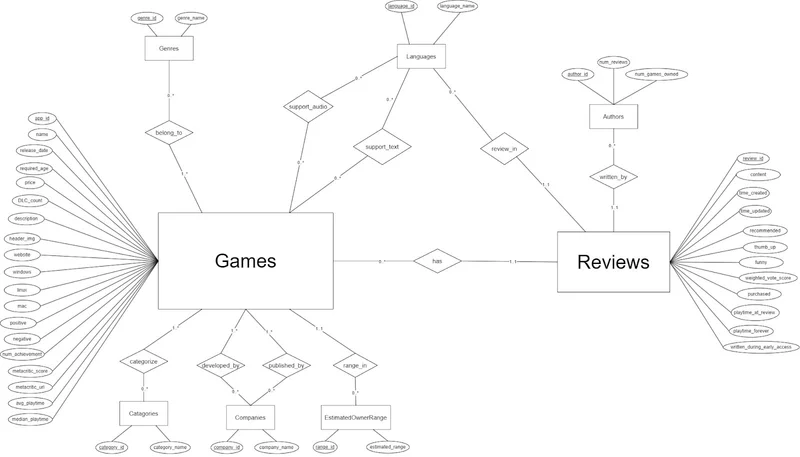 genre_id
genre_name
Genres
0..*
belong_to
1..*
language_id
language_name
Languages
0..*
0..*
0..*
support_audio
support_text
0..*
0..*
review_in
1..1
num_reviews
author_id
num_games_owned
Authors
0..*
written_by
1..1
app_id
name
release_date
required_age
price
DLC_count
description
header_img
website
windows
linux
mac
positive
negative
num_achievement
metacritic_score
metacritic_url
avg_playtime
median_playtime
Games
0..*
has
1..1
Reviews
review_id
content
time_created
time_updated
recommended
thumb_up
funny
weighted_vote_score
purchased
playtime_at_review
playtime_forever
written_during_early_access
1..*
1..*
1..*
categorize
developed_by
published_by
range_in
0..*
0..*
0..*
0..*
Catagories
Companies
EstimatedOwnerRange
category_id
category_name
company_id
company_name
range_id
estimated_range